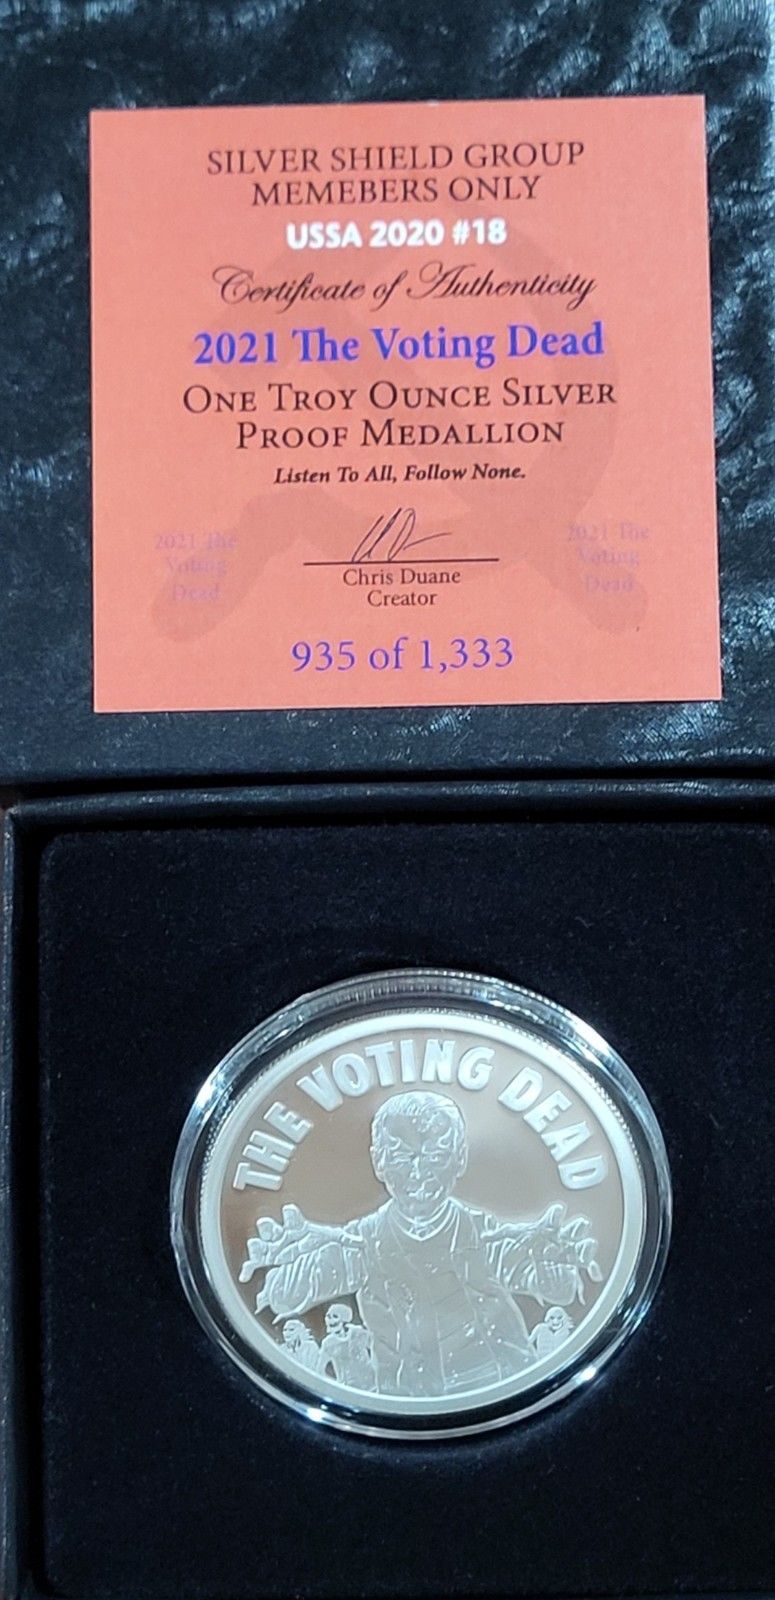 SILVER SHIELD GROUP
MEMEBERS ONLY
USSA 2020 #18
Certificate of Authenticity
2021 The Voting Dead
ONE TROY OUNCE SILVER
PROOF MEDALLION
Listen To All, Follow None.
2021 The
Voting
Dead
2021 The
Voting
Dead
Chris Duane
Creator
935 of 1,333
THE VOTING DEAD